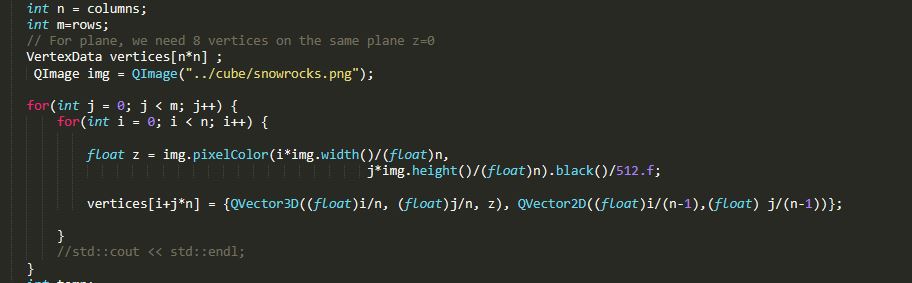 int n = columns;
int m=rows;
// For plane, we need 8 vertices on the same plane z=0
VertexData vertices[n*n] ;
QImage img = QImage("../cube/snowrocks.png");
for(int j = 0; j < m; j++) {
for(int i = 0; i < n; i++) {
float z = img.pixelColor(i*img.width()/(float)n,
j*img.height()/(float)n).black()/512.f;
vertices[i+j*n] = {QVector3D((float)i/n, (float)j/n, z), QVector2D((float)i/(n-1),(float) j/(n-1))};
}
//std::cout << std::endl;
}